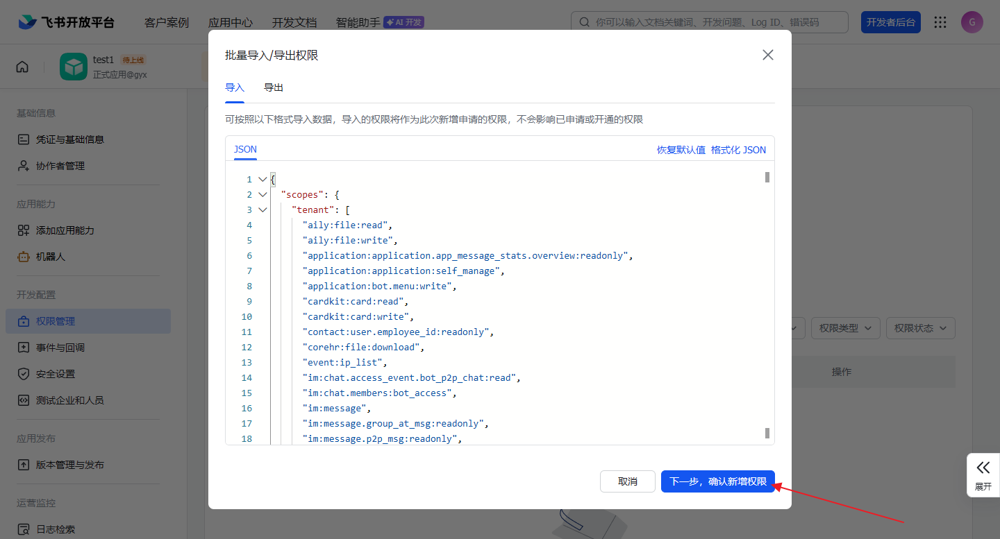 飞书开放平台
客户案例
应用中心
开发文档
智能助手
AI 开发
你可以输入文档关键词、开发问题、Log ID、错误码
开发者后台
G
test1
待上线
正式应用@gyx
基础信息
凭证与基础信息
协作者管理
应用能力
添加应用能力
机器人
开发配置
权限管理
事件与回调
安全设置
测试企业和人员
应用发布
版本管理与发布
运营监控
日志检索
批量导入/导出权限
导入
导出
可按照以下格式导入数据，导入的权限将作为此次新增申请的权限，不会影响已申请或开通的权限
JSON
恢复默认值 格式化 JSON
1 {
2 "scopes": {
3 "tenant": [
4 "aily:file:read",
5 "aily:file:write",
6 "application:application.app_message_stats.overview:readonly",
7 "application:application:self_manage",
8 "application:bot.menu:write",
9 "cardkit:card:read",
10 "cardkit:card:write",
11 "contact:user.employee_id:readonly",
12 "corehr:file:download",
13 "event:ip_list",
14 "im:chat.access_event.bot_p2p_chat:read",
15 "im:chat.members:bot_access",
16 "im:message",
17 "im:message.group_at_msg:readonly",
18 "im:message.p2p_msg:readonly",
取消
下一步，确认新增权限
权限类型
权限状态
操作
展开